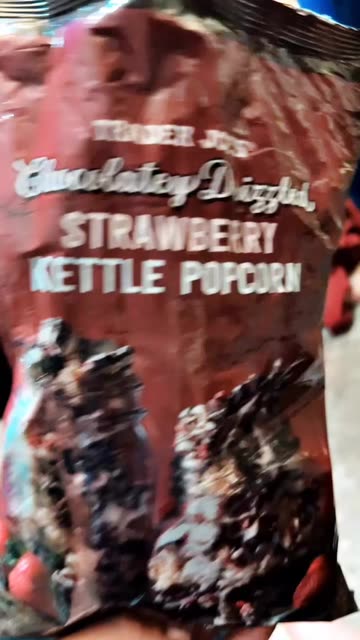 TRADER JOE'S
Chocolatey Drizzled
STRAWBERRY
KETTLE POPCORN